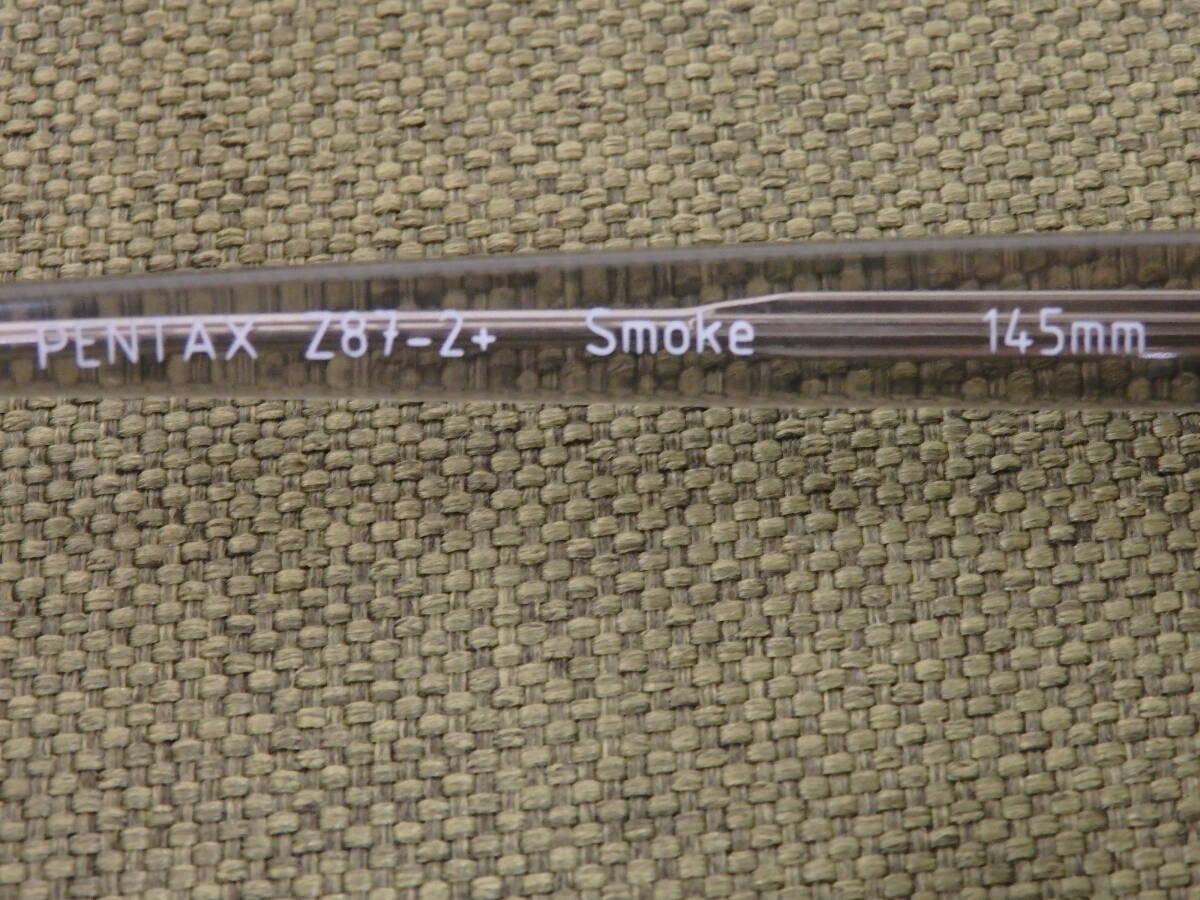 PENTAX Z87-2+ Smoke 145mm